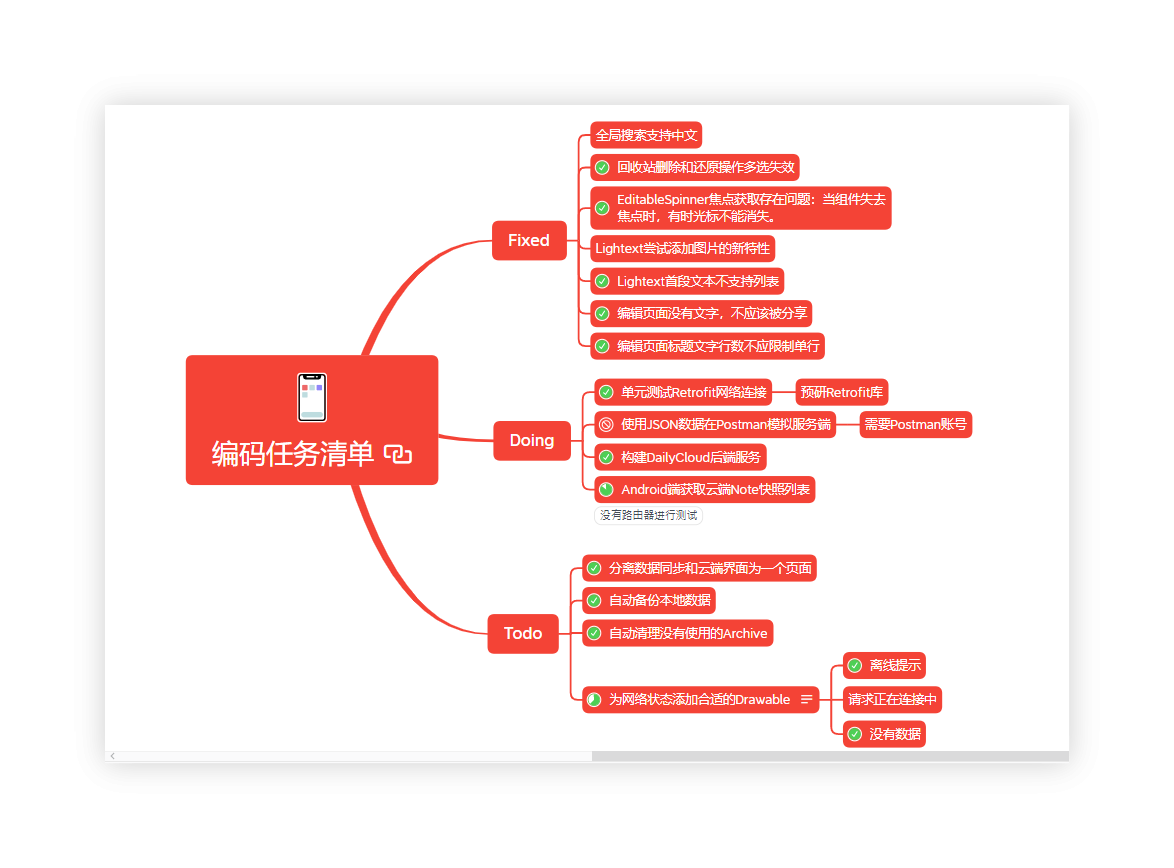 编码任务清单
Fixed
全局搜索支持中文
回收站删除和还原操作多选失效
EditableSpinner焦点获取存在问题：当组件失去
焦点时，有时光标不能消失。
Lightext尝试添加图片的新特性
Lightext首段文本不支持列表
编辑页面没有文字，不应该被分享
编辑页面标题文字行数不应限制单行
Doing
单元测试Retrofit网络连接
预研Retrofit库
使用JSON数据在Postman模拟服务端
需要Postman账号
构建DailyCloud后端服务
Android端获取云端Note快照列表
没有路由器进行测试
Todo
分离数据同步和云端界面为一个页面
自动备份本地数据
自动清理没有使用的Archive
为网络状态添加合适的Drawable
离线提示
请求正在连接中
没有数据